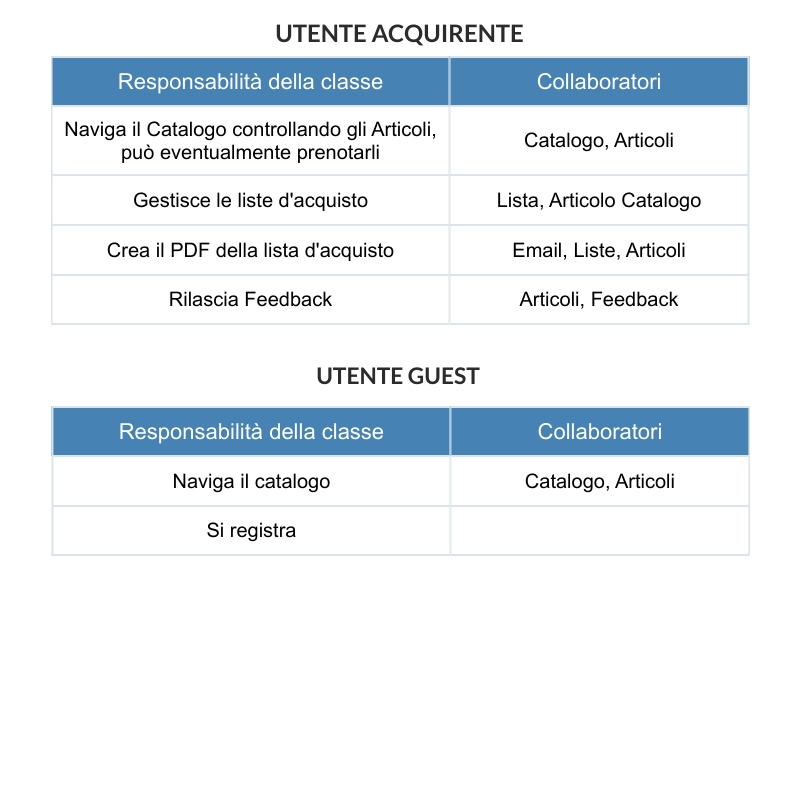 UTENTE ACQUIRENTE
Responsabilità della classe
Collaboratori
Naviga il Catalogo controllando gli Articoli,
può eventualmente prenotarli
Catalogo, Articoli
Gestisce le liste d'acquisto
Lista, Articolo Catalogo
Crea il PDF della lista d'acquisto
Email, Liste, Articoli
Rilascia Feedback
Articoli, Feedback
UTENTE GUEST
Responsabilità della classe
Collaboratori
Naviga il catalogo
Catalogo, Articoli
Si registra